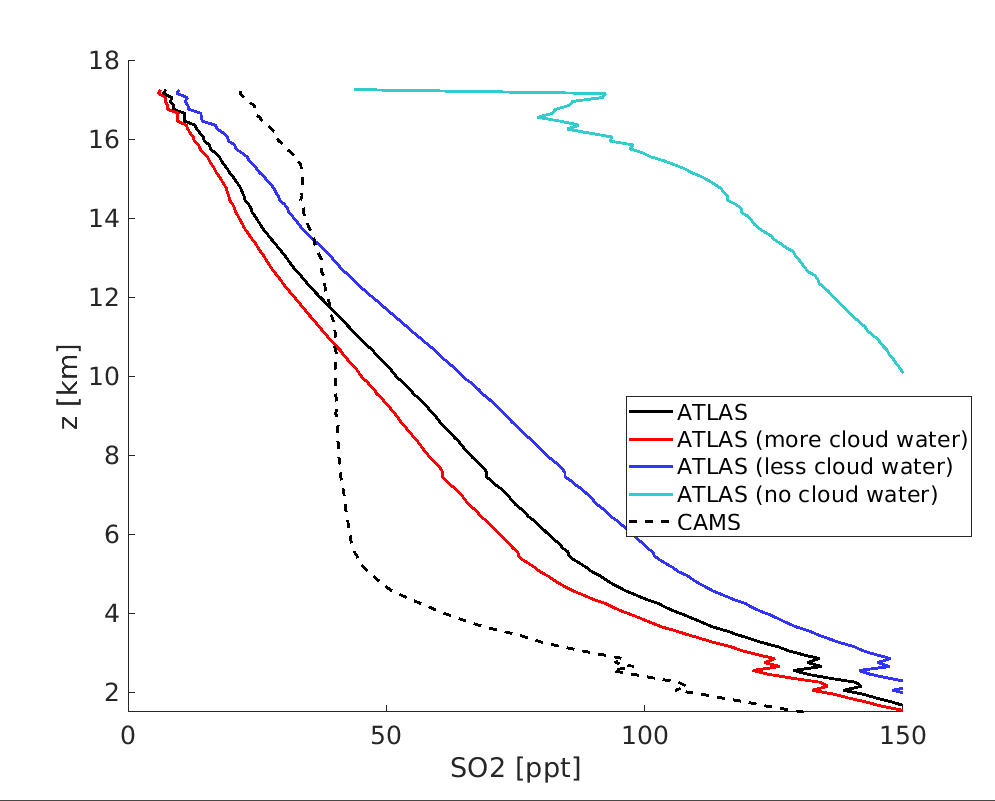 18
16
14
12
10
8
6
4
2
z [km]
0
50
100
150
SO2 [ppt]
ATLAS
ATLAS (more cloud water)
ATLAS (less cloud water)
ATLAS (no cloud water)
CAMS